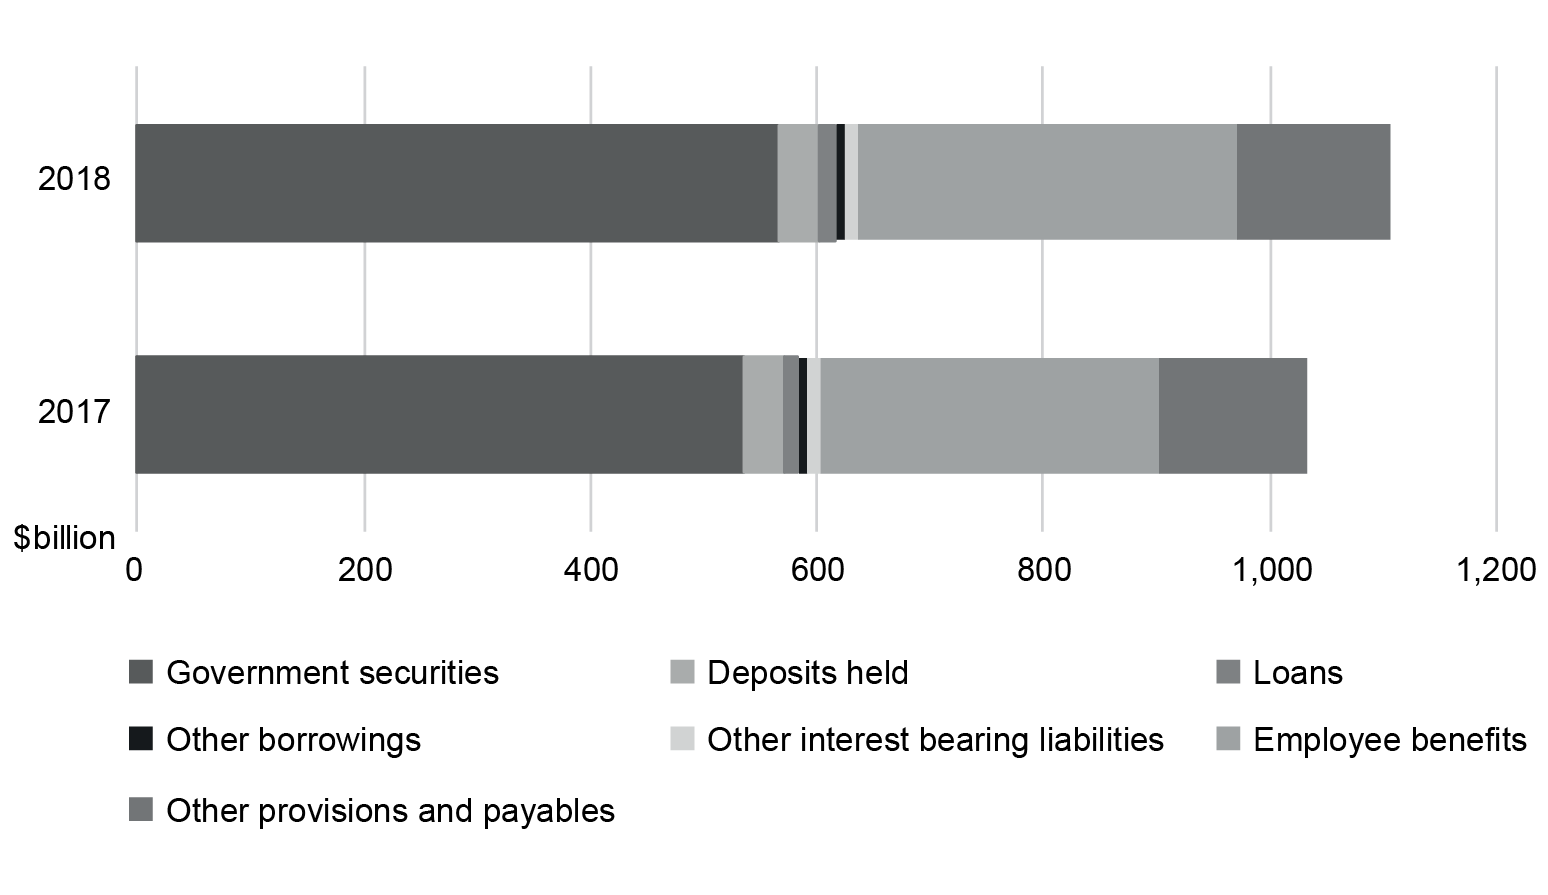 2018
2017
$billion
0 200 400 600 800 1,000 1,200
Government securities Deposits held Loans
Other borrowings Other interest bearing liabilities Employee benefits
Other provisions and payables